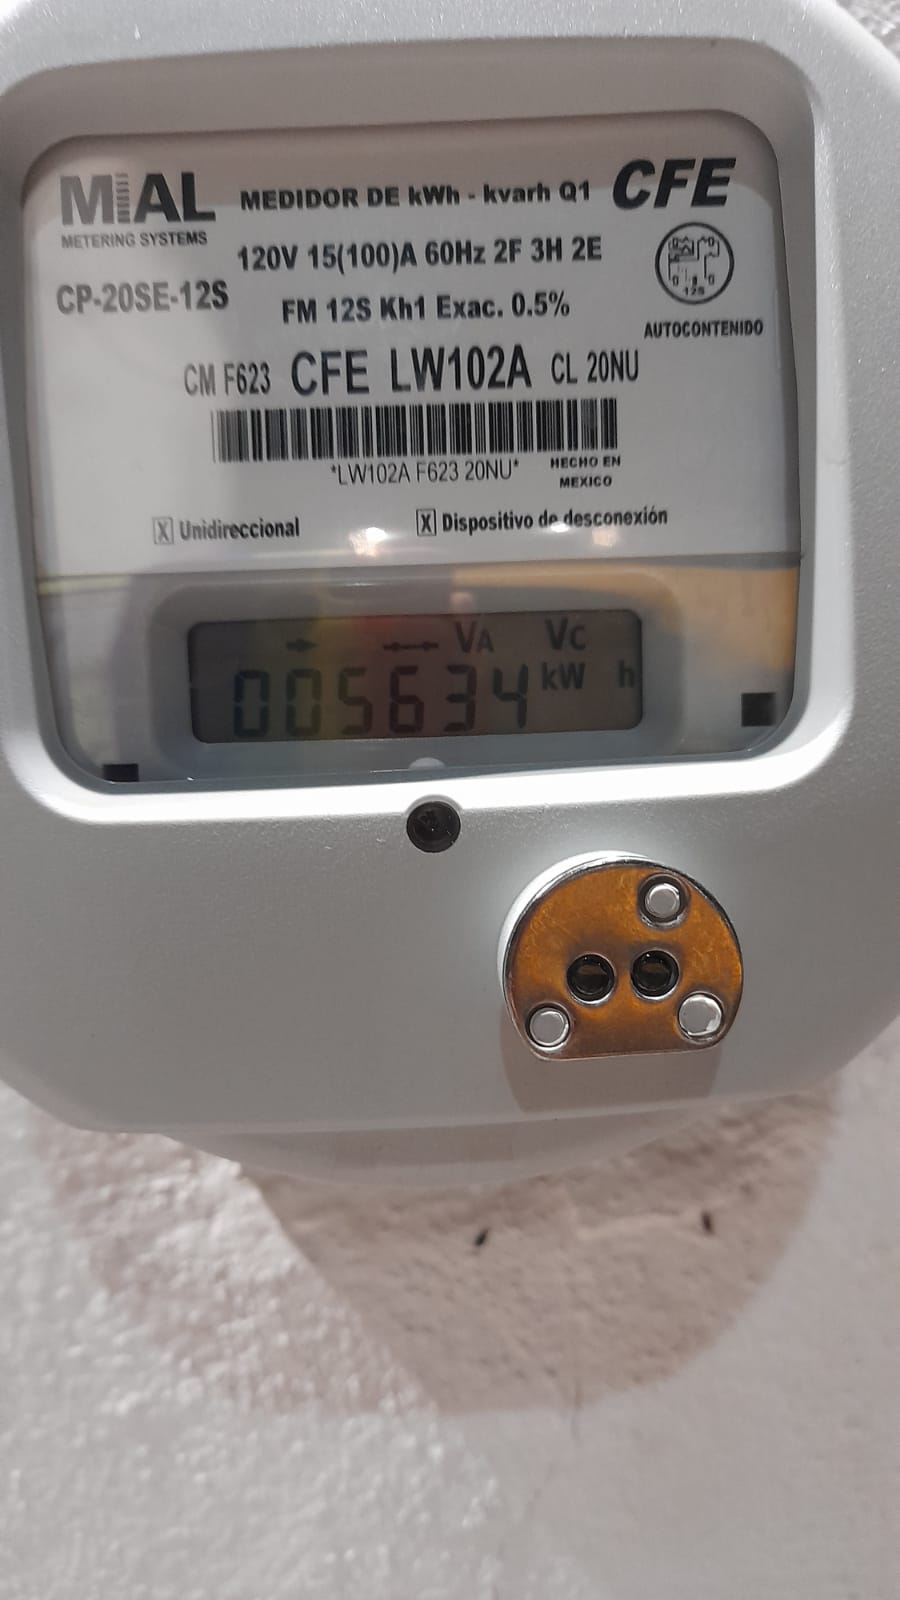 MIAL
METERING SYSTEMS
MEDIDOR DE kWh - kvarh Q1
CFE
120V 15(100)A 60Hz 2F 3H 2E
CP-20SE-12S
FM 12S Kh1 Exac. 0.5%
12S
AUTOCONTENIDO
CM F623 CFE LW102A CL 20NU
*LW102A F623 20NU*
HECHO EN
MEXICO
X Unidireccional
X Dispositivo de desconexión
VA VC
005634 kW h